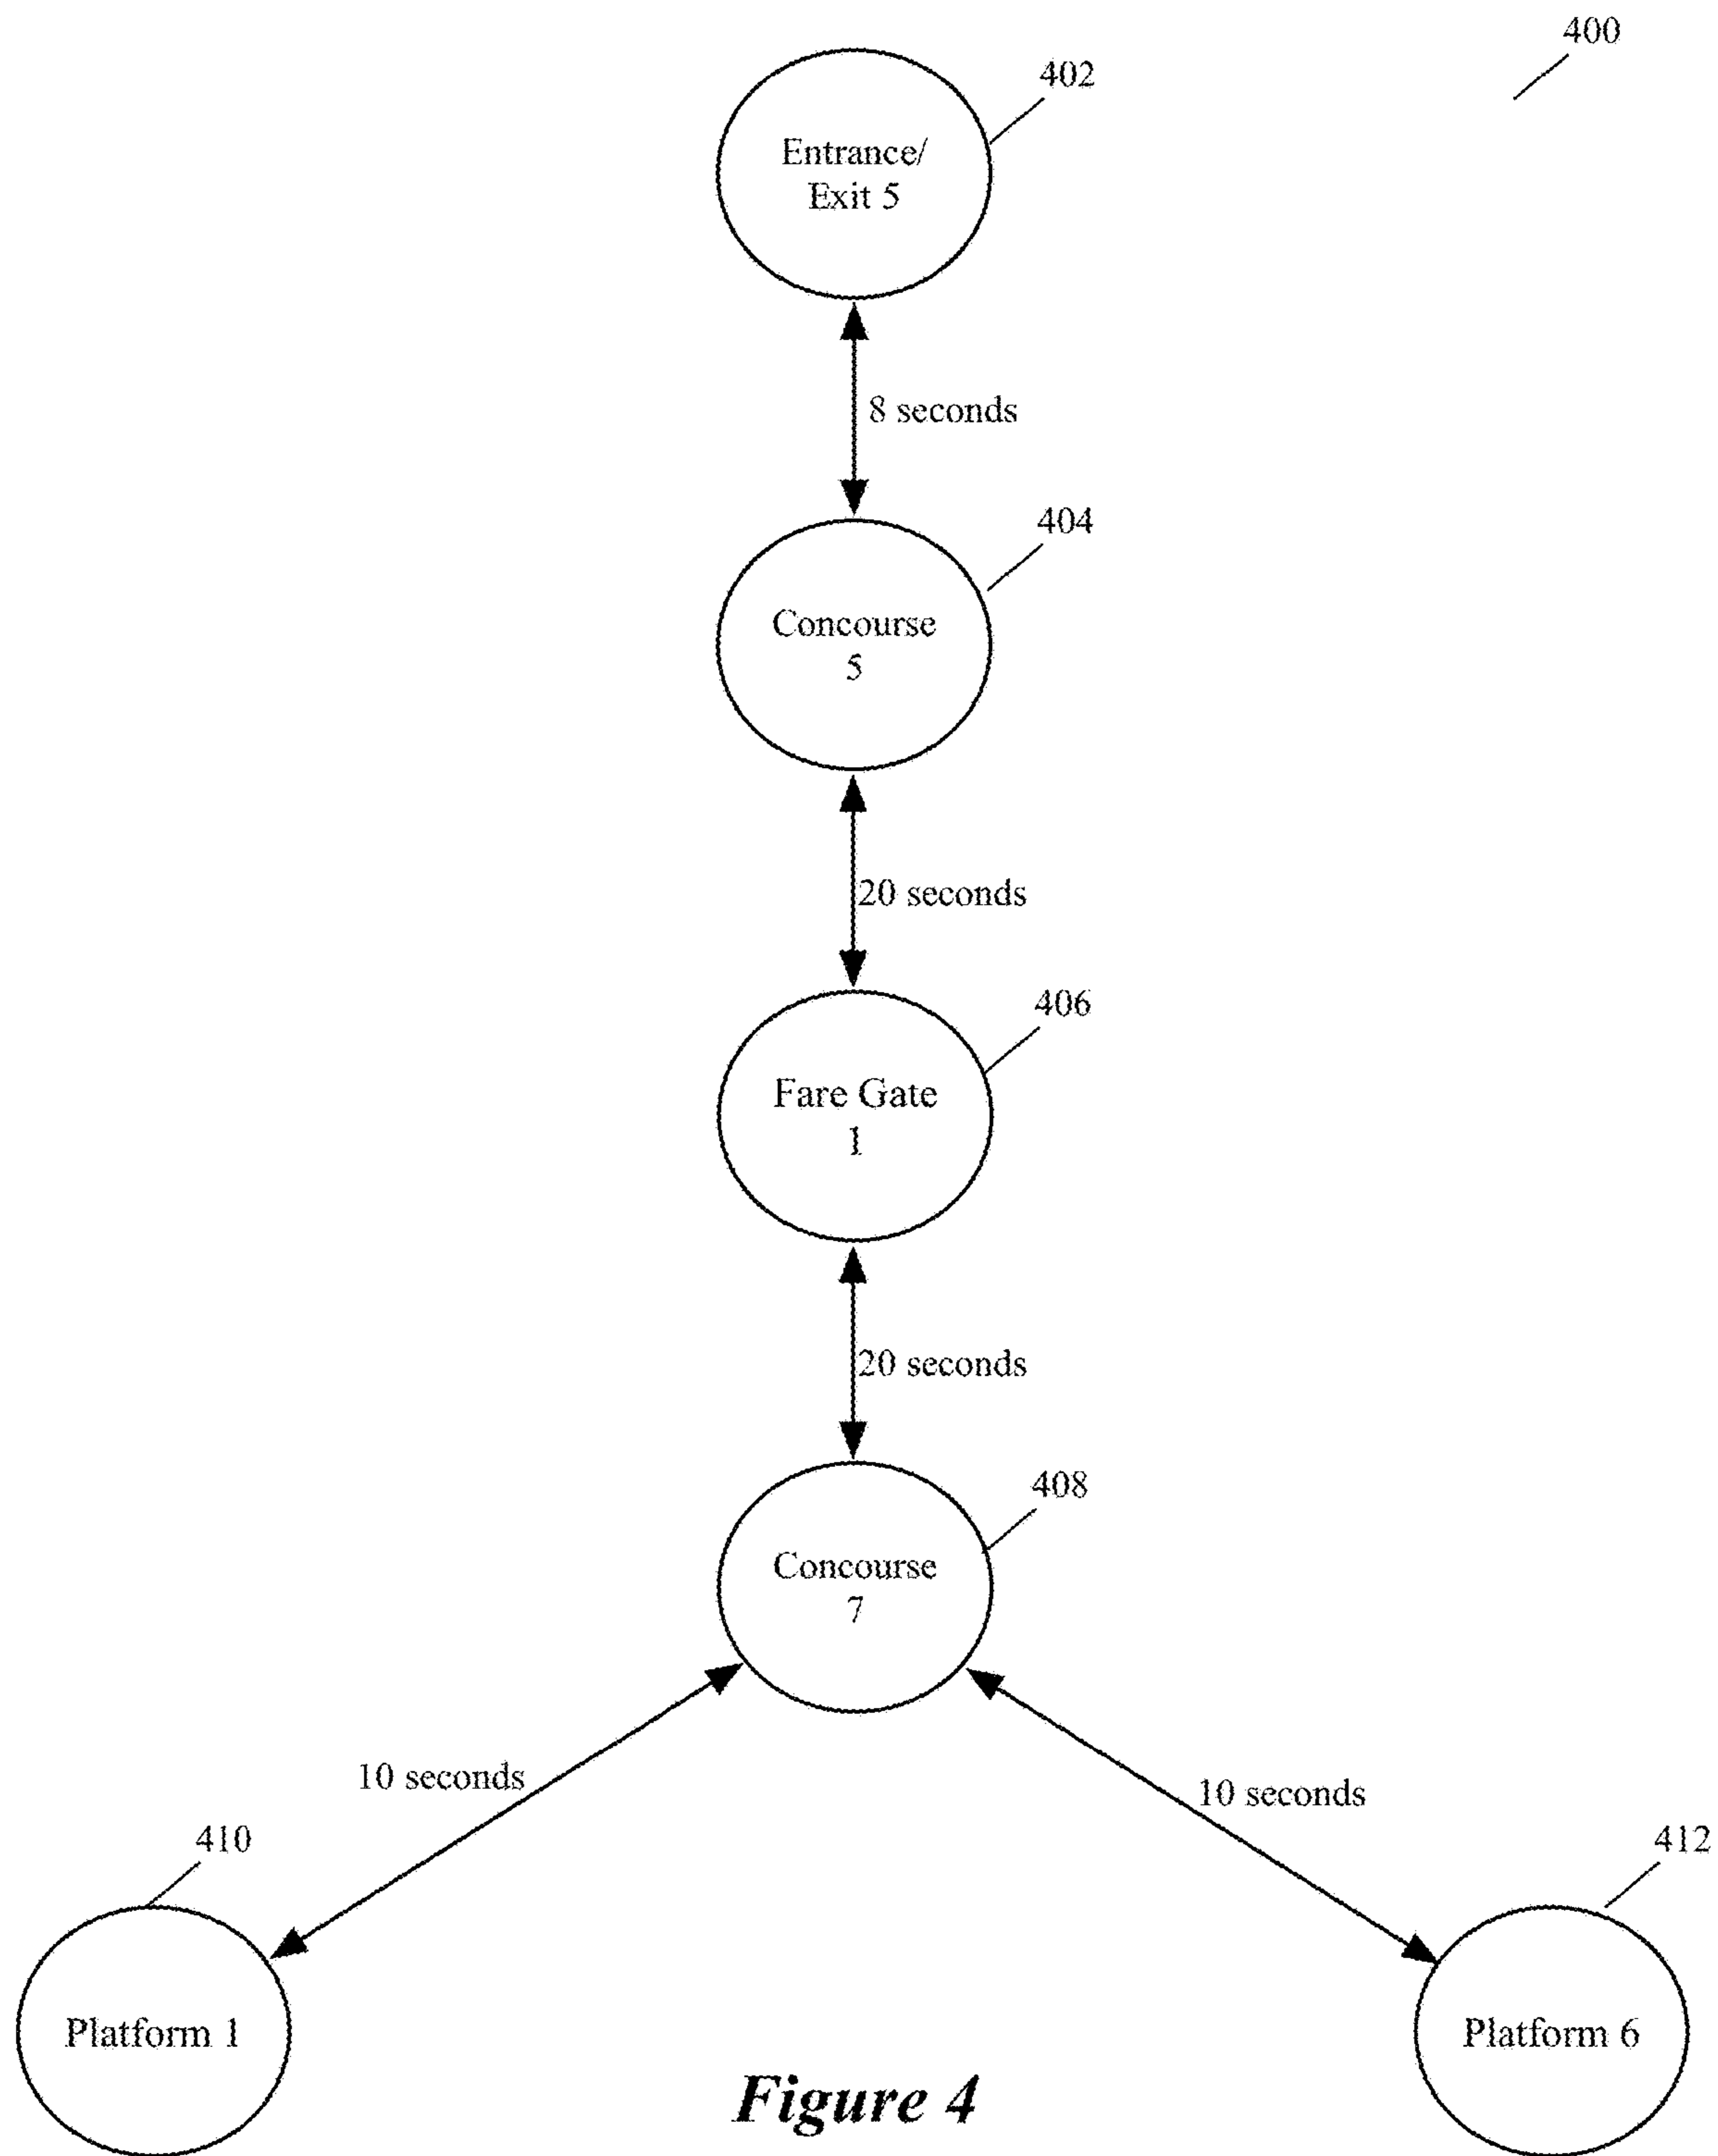 400
402
Entrance/
Exit 5
8 seconds
404
Concourse
5
20 seconds
406
Fare Gate
1
20 seconds
408
Concourse
7
10 seconds
10 seconds
410
412
Platform 1
Platform 6
Figure 4